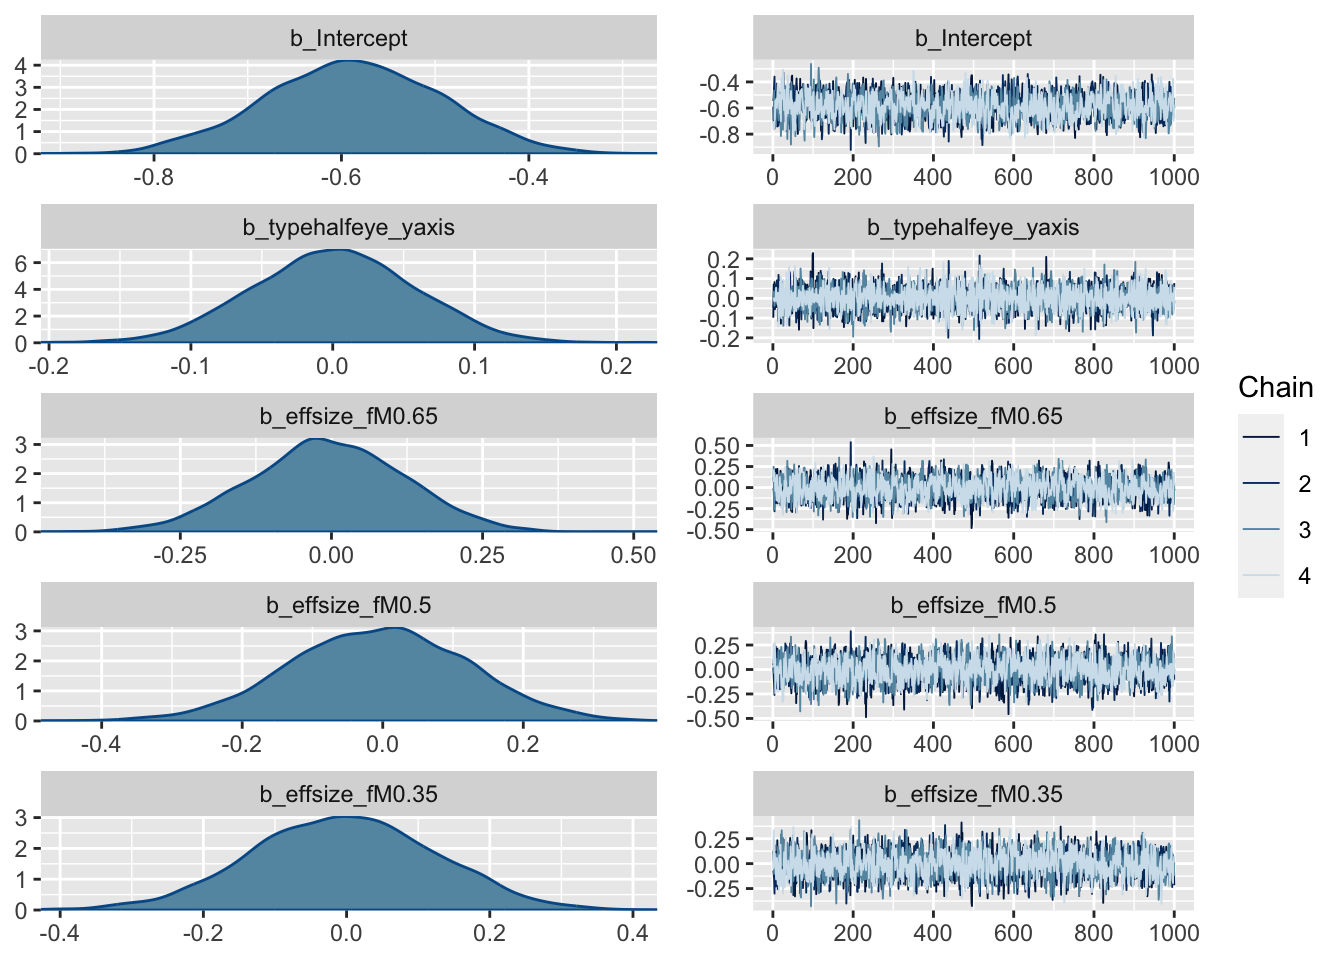 b_Intercept
4
3
2
1
0
-0.8 -0.6 -0.4
b_Intercept
-0.4
-0.6
-0.8
0 200 400 600 800 1000
b_typehalfeye_yaxis
6
4
2
0
-0.2 -0.1 0.0 0.1 0.2
b_typehalfeye_yaxis
0.2
0.1
0.0
-0.1
-0.2
0 200 400 600 800 1000
b_effsize_fM0.65
3
2
1
0
-0.25 0.00 0.25 0.50
b_effsize_fM0.65
0.50
0.25
0.00
-0.25
-0.50
0 200 400 600 800 1000
b_effsize_fM0.5
3
2
1
0
-0.4 -0.2 0.0 0.2
b_effsize_fM0.5
0.25
0.00
-0.25
-0.50
0 200 400 600 800 1000
b_effsize_fM0.35
3
2
1
0
-0.4 -0.2 0.0 0.2 0.4
b_effsize_fM0.35
0.25
0.00
-0.25
0 200 400 600 800 1000
Chain
1
2
3
4